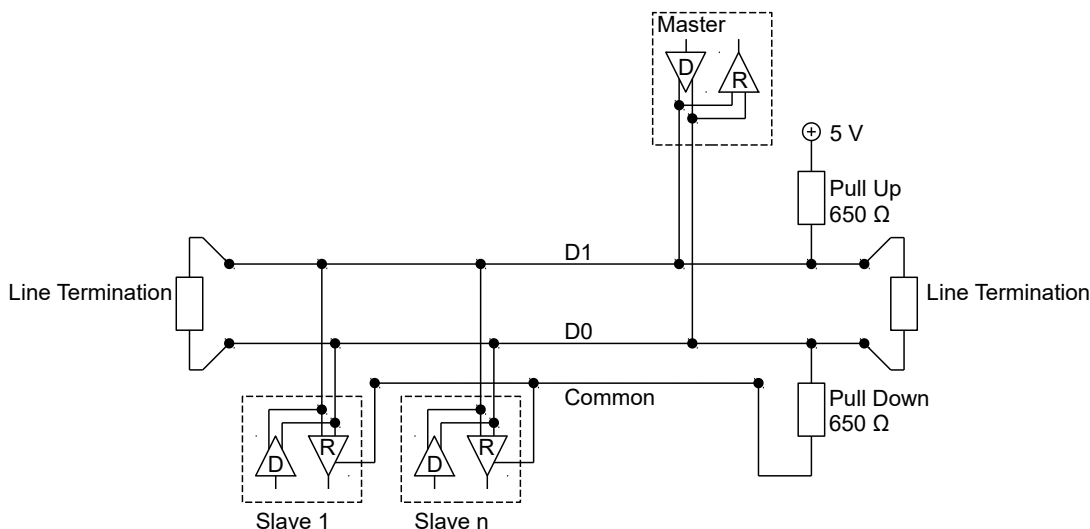 Master
D
R
5 V
Pull Up
650 Ω
D1
Line Termination
Line Termination
D0
Common
Pull Down
650 Ω
D
R
D
R
Slave 1
Slave n